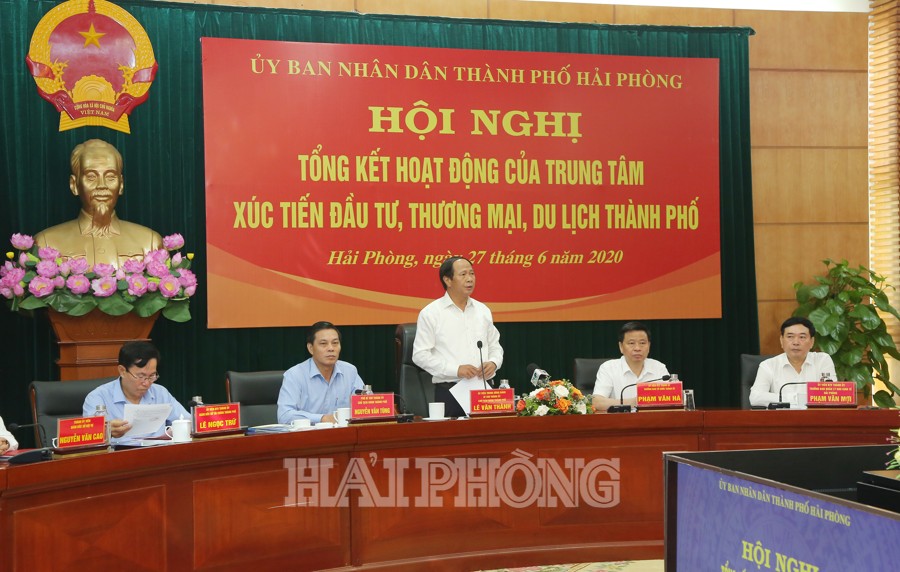 ỦY BAN NHÂN DÂN THÀNH PHỐ HẢI PHÒNG
HỘI NGHỊ
TỔNG KẾT HOẠT ĐỘNG CỦA TRUNG TÂM
XÚC TIẾN ĐẦU TƯ, THƯƠNG MẠI, DU LỊCH THÀNH PHỐ
Hải Phòng, ngày 27 tháng 6 năm 2020
VIỆT NAM
NGUYỄN VĂN CAO
LÊ NGỌC TRỮ
NGUYỄN VĂN TÙNG
LÊ VĂN THÀNH
PHẠM VĂN HÀ
PHẠM VĂN MỢI
HẢI PHÒNG
ỦY BAN NHÂN DÂN THÀNH PHỐ HẢI PHÒNG
HỘI NGHỊ